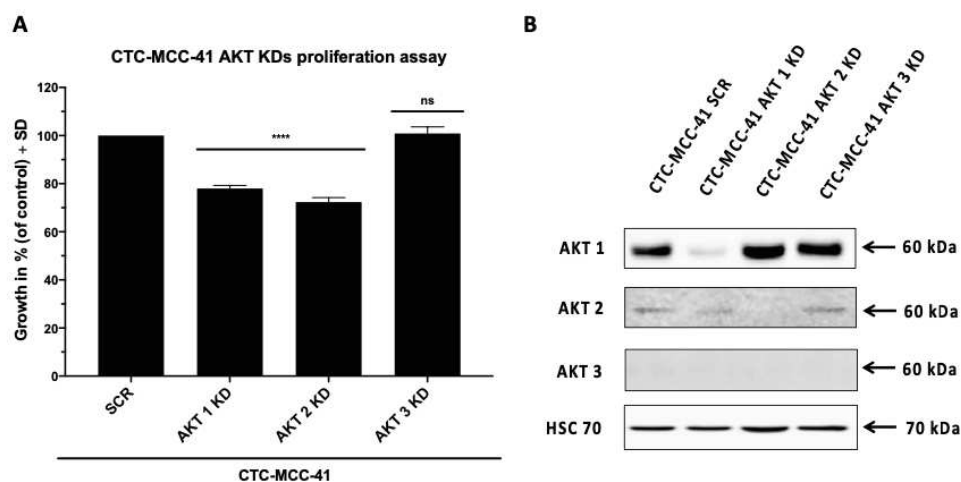 A
CTC-MCC-41 AKT KDs proliferation assay
Growth in % (of control) + SD
120
100
80
60
40
20
0
****
ns
SCR
AKT 1 KD
AKT 2 KD
AKT 3 KD
CTC-MCC-41
B
CTC-MCC-41 SCR
CTC-MCC-41 AKT 1 KD
CTC-MCC-41 AKT 2 KD
CTC-MCC-41 AKT 3 KD
AKT 1 ← 60 kDa
AKT 2 ← 60 kDa
AKT 3 ← 60 kDa
HSC 70 ← 70 kDa